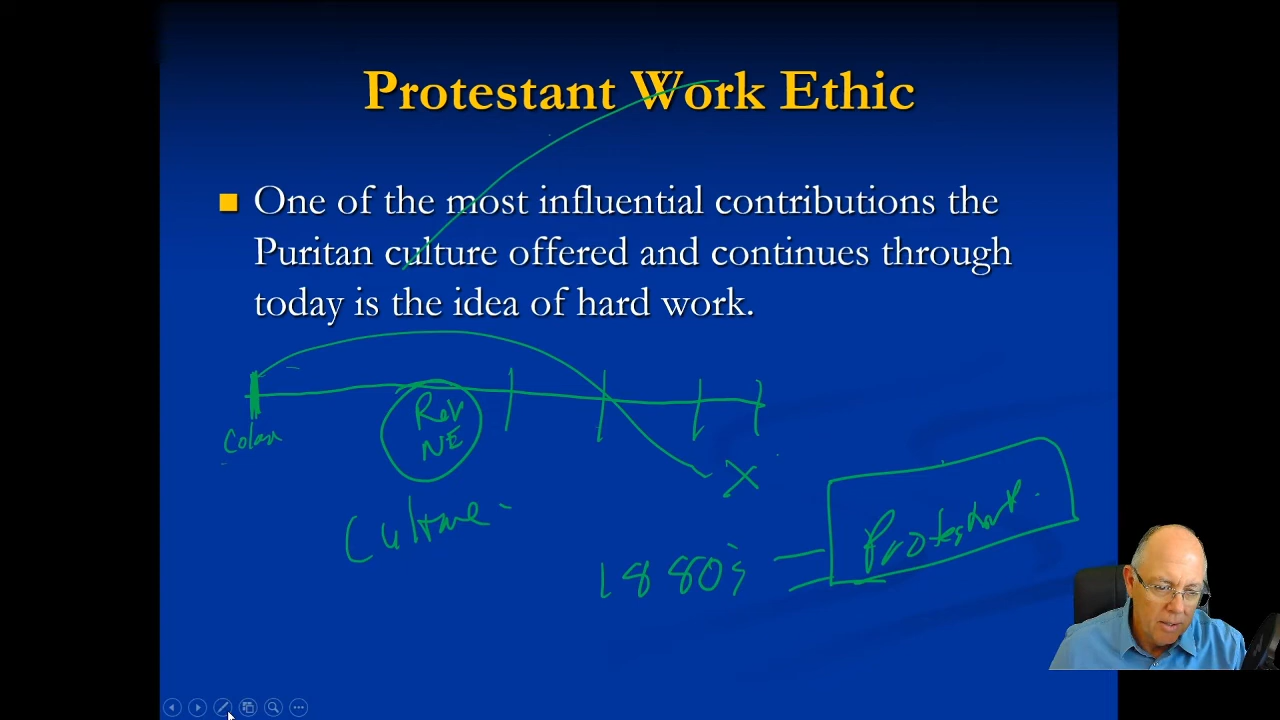 Protestant Work Ethic
One of the most influential contributions the
Puritan culture offered and continues through
today is the idea of hard work.
Rev
NE
X
Culture
1880's = Protestant